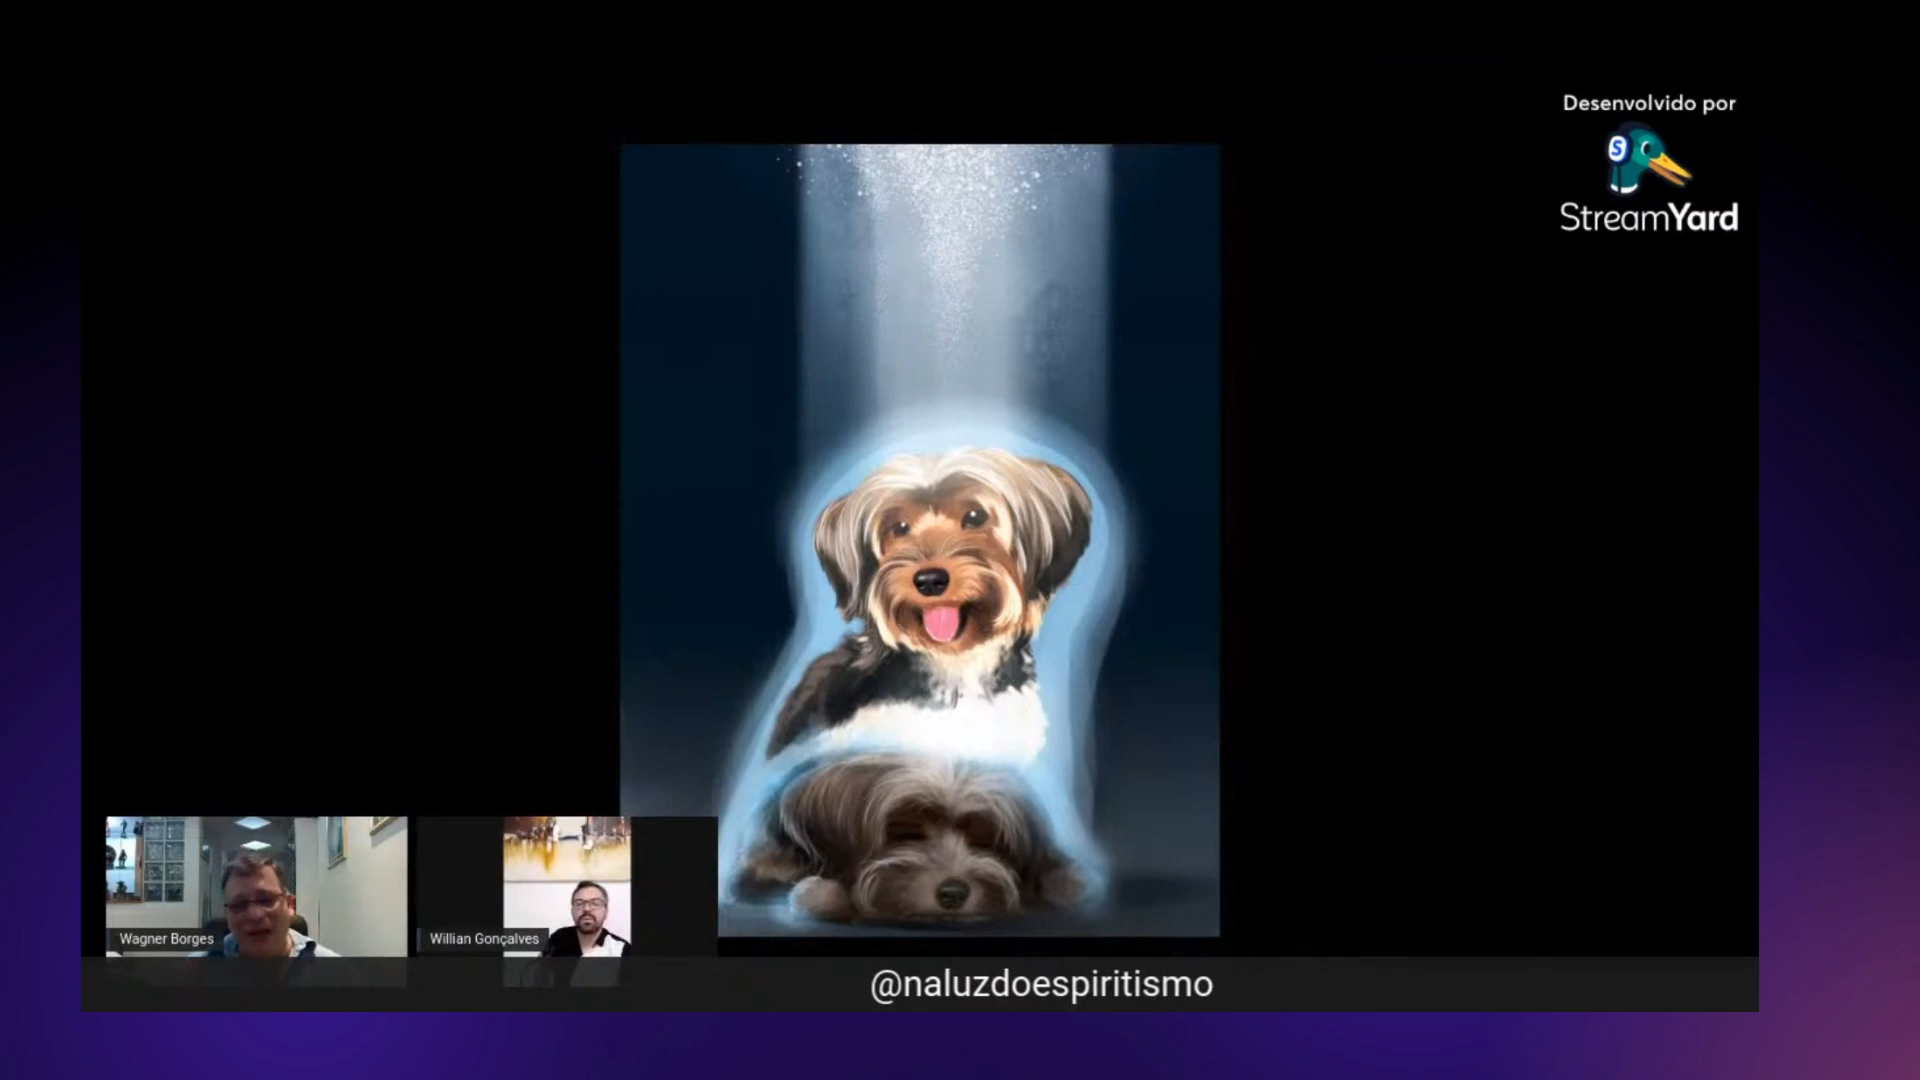 Desenvolvido por
S
StreamYard
Wagner Borges
Willian Gonçalves
@naluzdoespiritismo